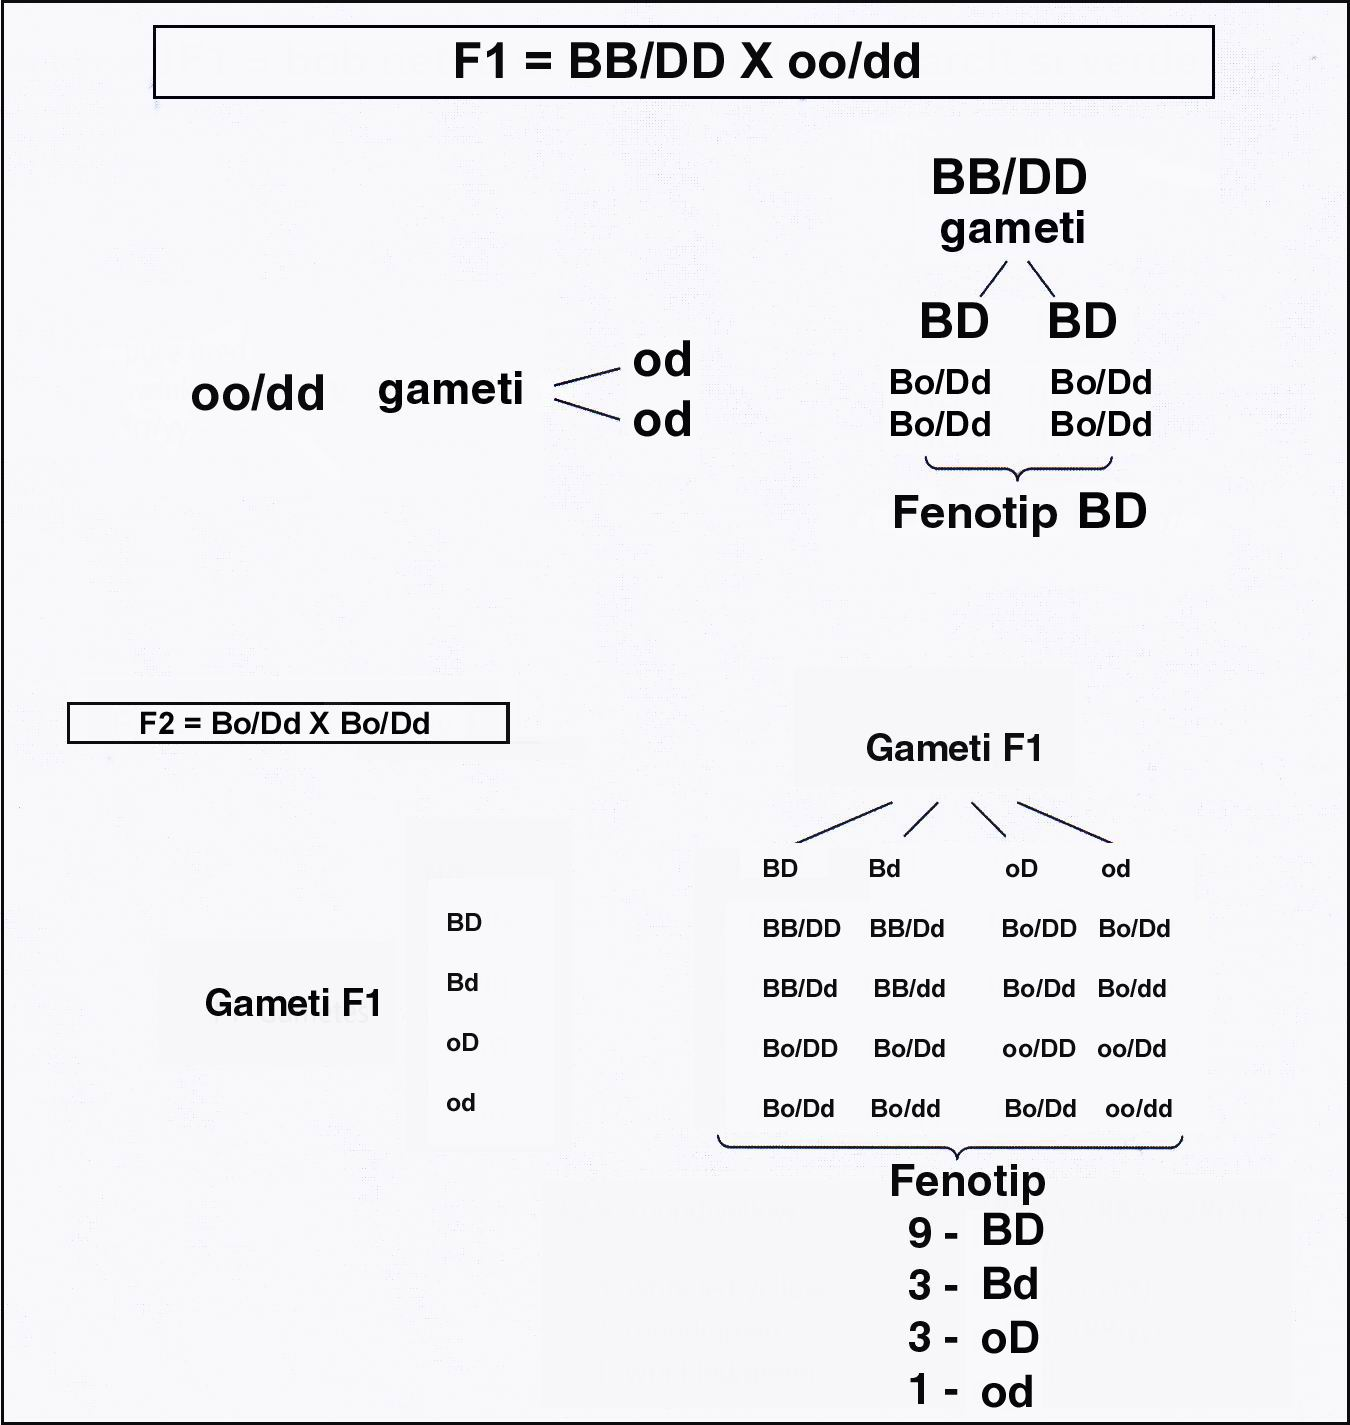 F1 = BB/DD X oo/dd
BB/DD
gameti
BD BD
oo/dd gameti
od
od
Bo/Dd Bo/Dd
Bo/Dd Bo/Dd
Fenotip BD
F2 = Bo/Dd X Bo/Dd
Gameti F1
BD Bd oD od
Gameti F1
BD
Bd
oD
od
BB/DD BB/Dd Bo/DD Bo/Dd
BB/Dd BB/dd Bo/Dd Bo/dd
Bo/DD Bo/Dd oo/DD oo/Dd
Bo/Dd Bo/dd Bo/Dd oo/dd
Fenotip
9 - BD
3 - Bd
3 - oD
1 - od